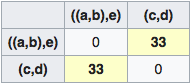 ((a,b),e) (c,d)
((a,b),e) 0 33
(c,d) 33 0